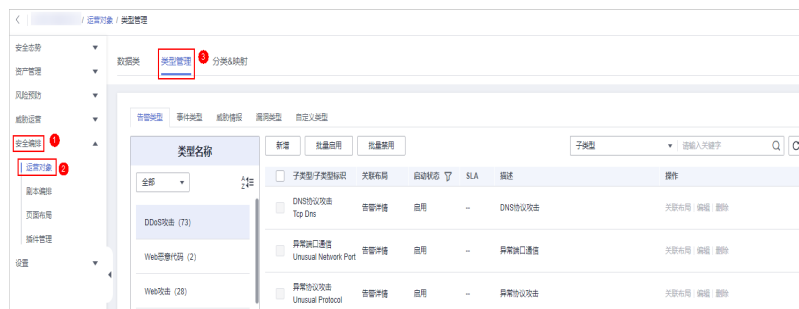 / 运营对象 / 类型管理
安全态势
资产管理
风险预防
威胁运营
安全编排 1
运营对象 2
剧本编排
页面布局
插件管理
设置
数据类 类型管理 3 分类&映射
告警类型 事件类型 威胁情报 漏洞类型 自定义类型
类型名称
全部
DDoS攻击 (73)
Web恶意代码 (2)
Web攻击 (28)
新增 批量启用 批量禁用 子类型 请输入关键字
子类型/子类型标识 关联布局 启动状态 SLA 描述 操作
DNS协议攻击
Tcp Dns
告警详情 启用 -- DNS协议攻击 关联布局 编辑 删除
异常端口通信
Unusual Network Port
告警详情 启用 -- 异常端口通信 关联布局 编辑 删除
异常协议攻击
Unusual Protocol
告警详情 启用 -- 异常协议攻击 关联布局 编辑 删除